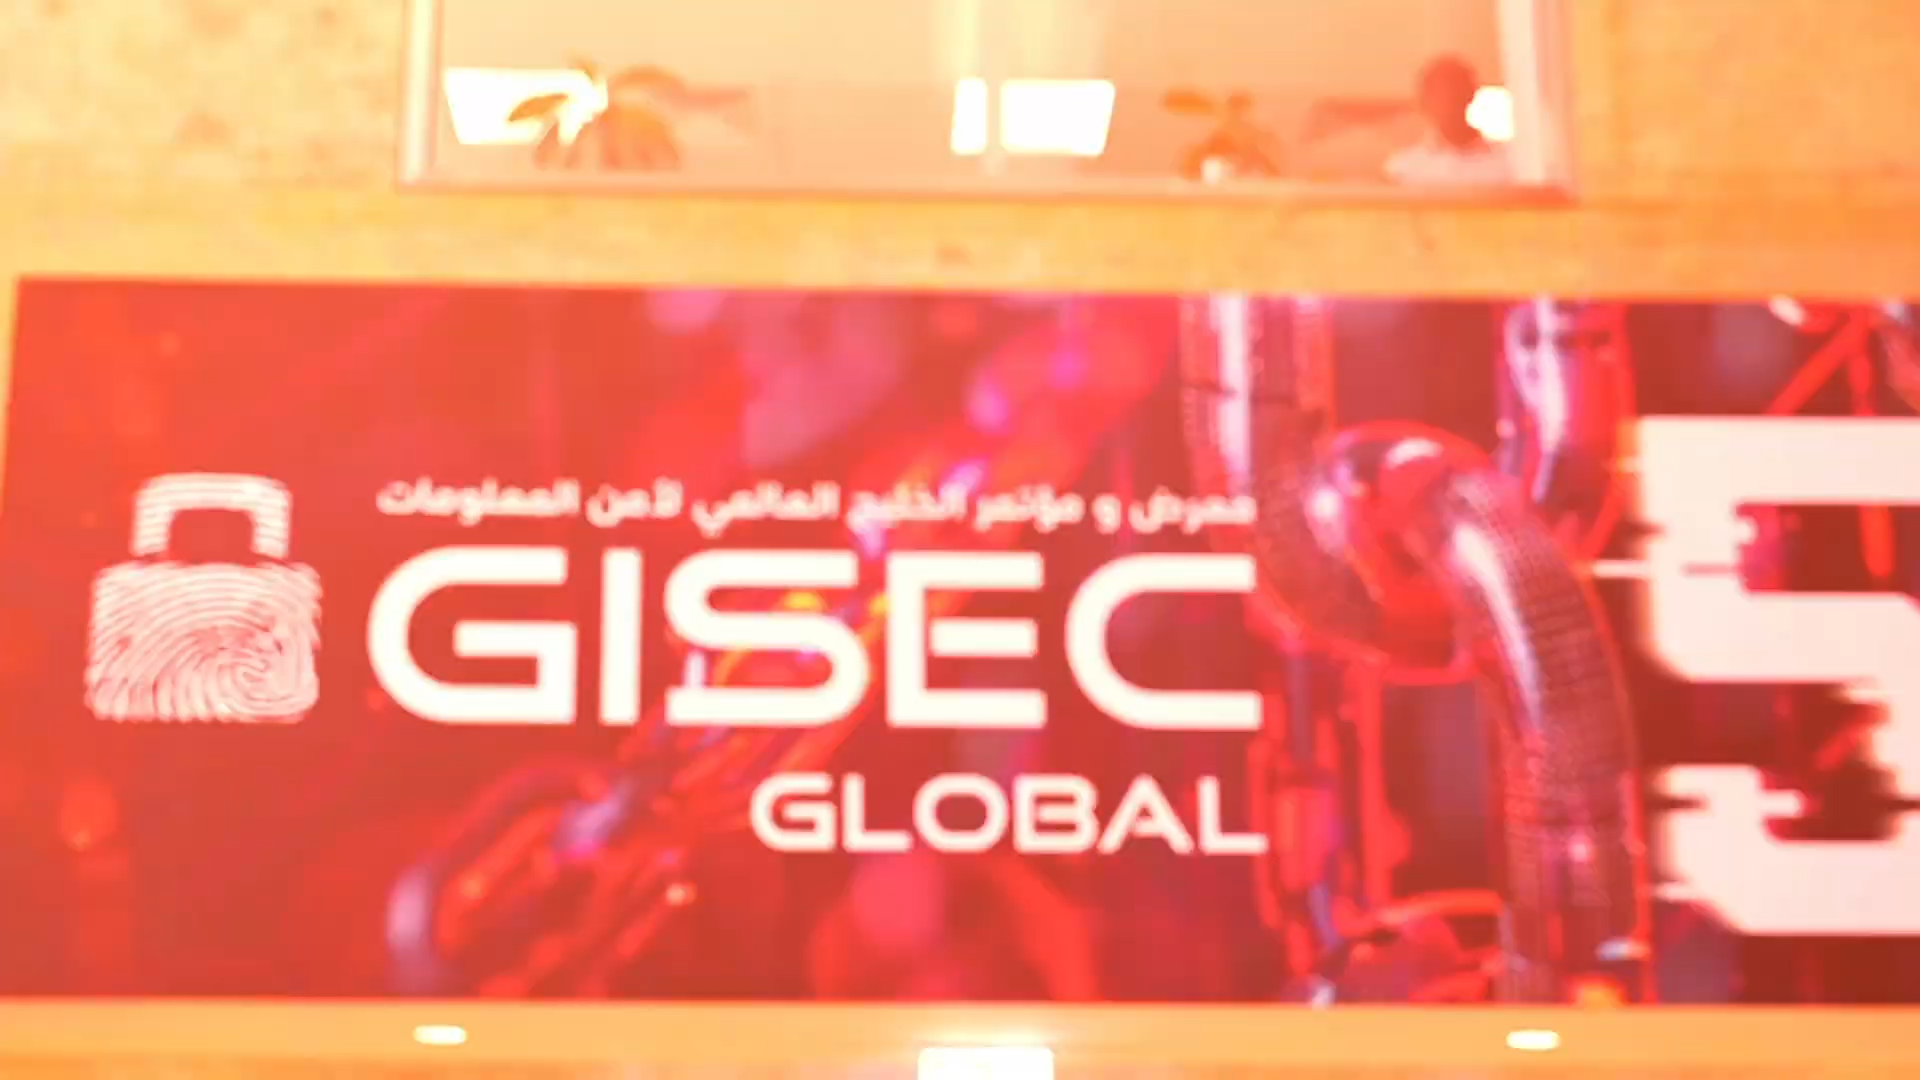 معرض و مؤتمر الخليج العالمي لأمن المعلومات
GISEC
GLOBAL